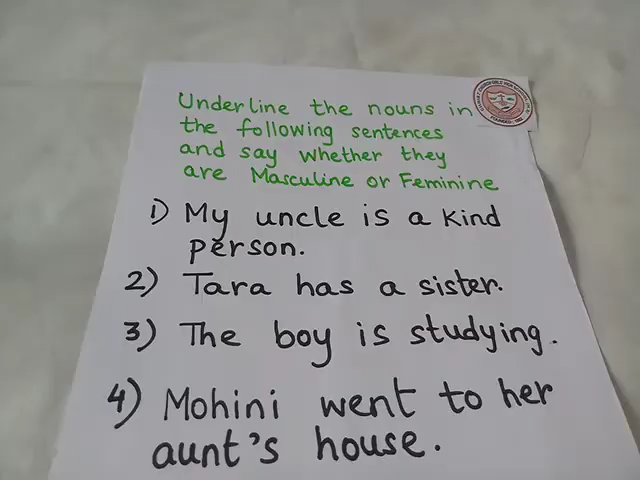 Underline the nouns in
the following sentences
and say whether they
are Masculine or Feminine
1) My uncle is a kind
person.
2) Tara has a sister.
3) The boy is studying.
4) Mohini went to her
aunt's house.